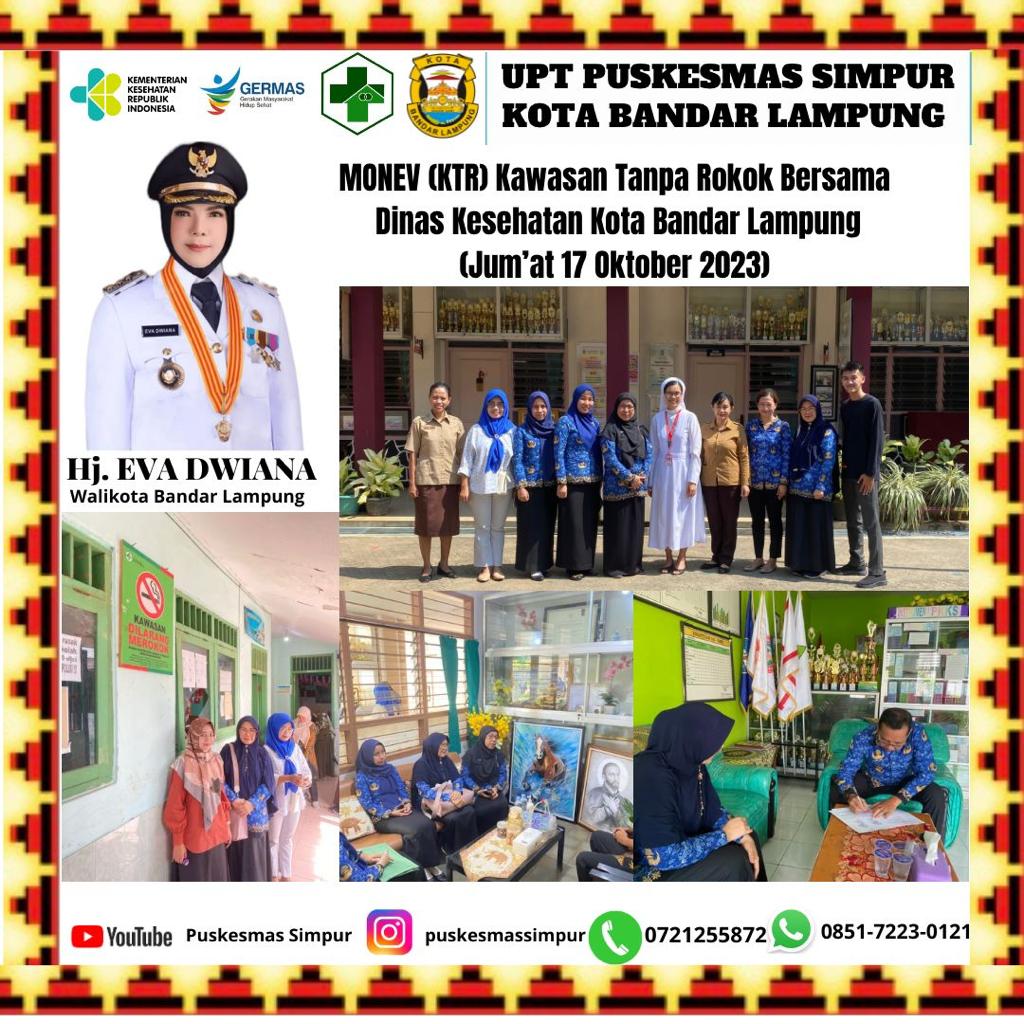 KEMENTERIAN
KESEHATAN
REPUBLIK
INDONESIA
GERMAS
Gerakan Masyarakat
Hidup Sehat
KOTA
BANDAR LAMPUNG
UPT PUSKESMAS SIMPUR
KOTA BANDAR LAMPUNG
MONEV (KTR) Kawasan Tanpa Rokok Bersama
Dinas Kesehatan Kota Bandar Lampung
(Jum'at 17 Oktober 2023)
EVA DWIANA
Hj. EVA DWIANA
Walikota Bandar Lampung
KAWASAN
DILARANG
MEROKOK
YouTube
Puskesmas Simpur
puskesmassimpur
0721255872
0851-7223-0121